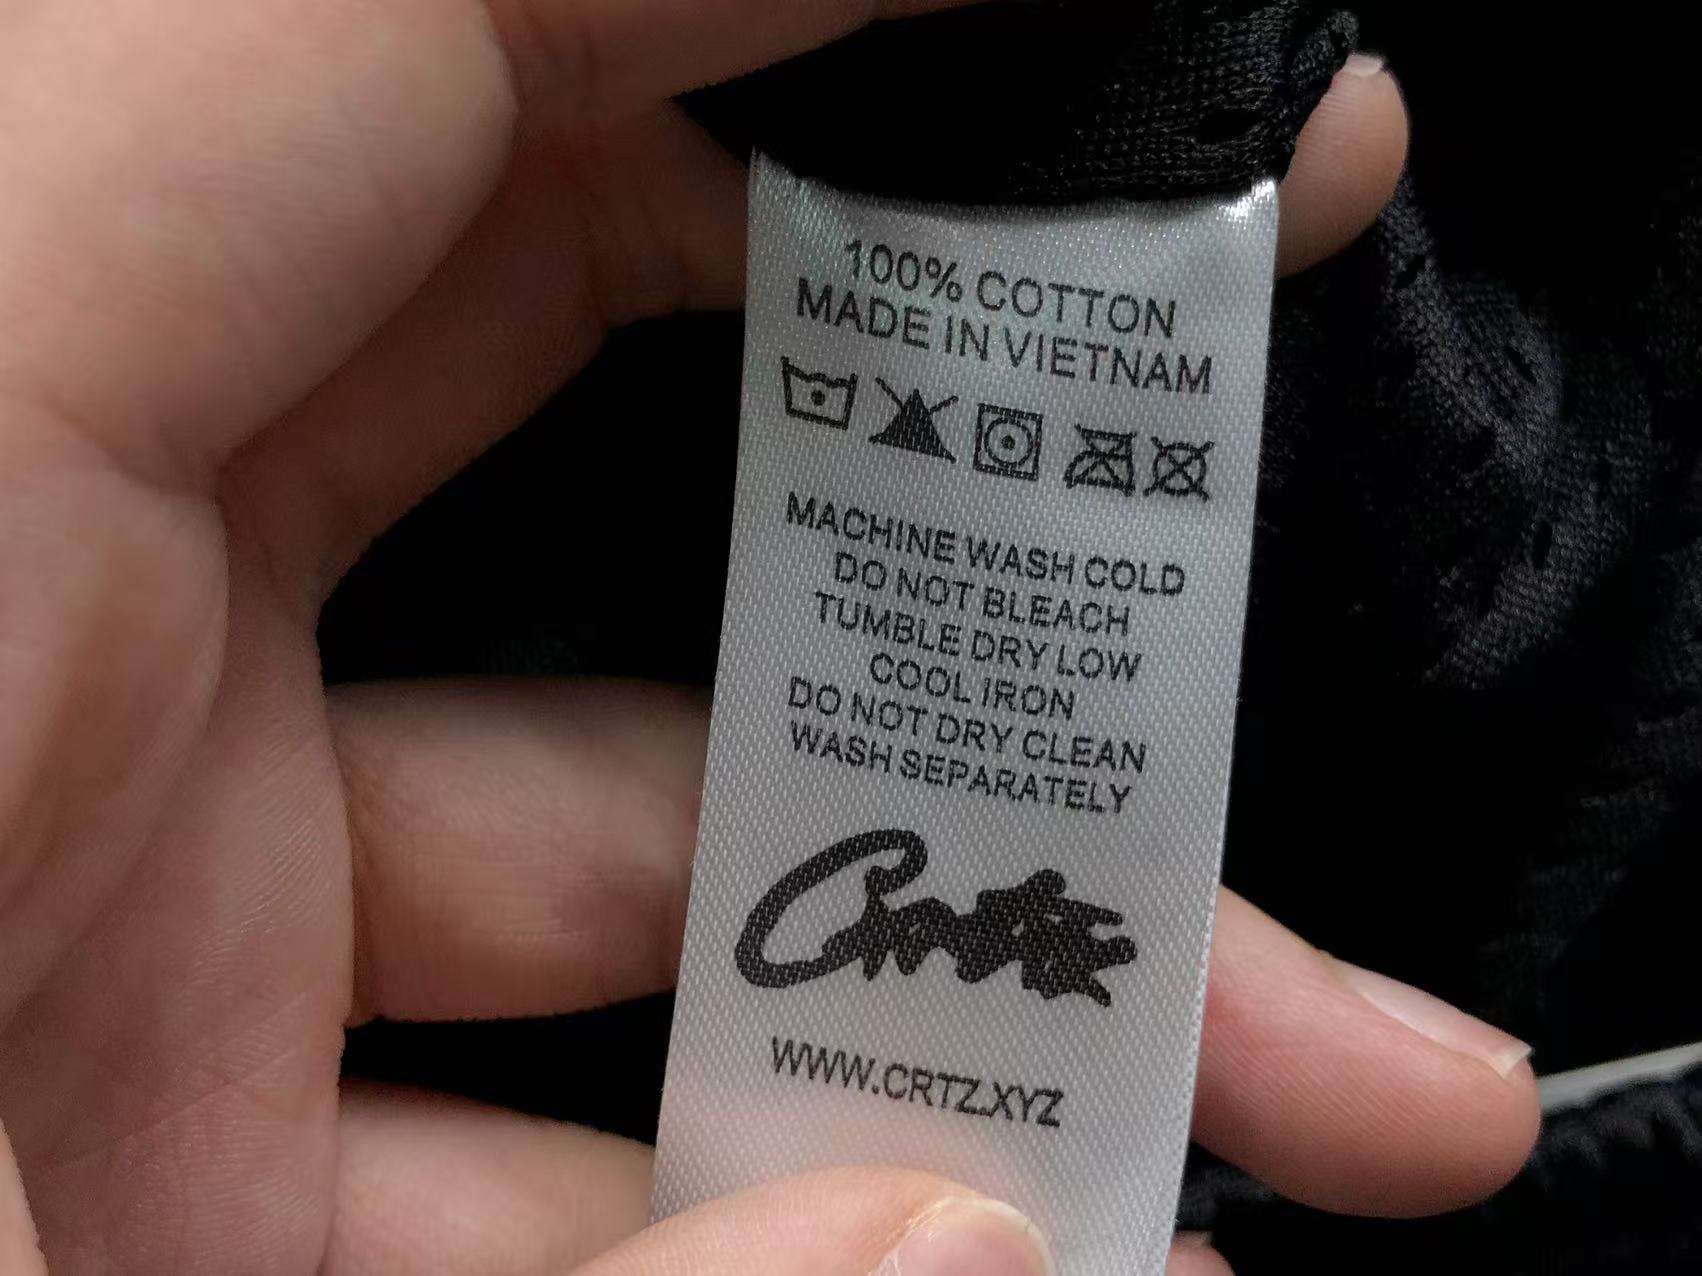 100% COTTON
MADE IN VIETNAM
MACHINE WASH COLD
DO NOT BLEACH
TUMBLE DRY LOW
COOL IRON
DO NOT DRY CLEAN
WASH SEPARATELY
WWW.CRTZ.XYZ